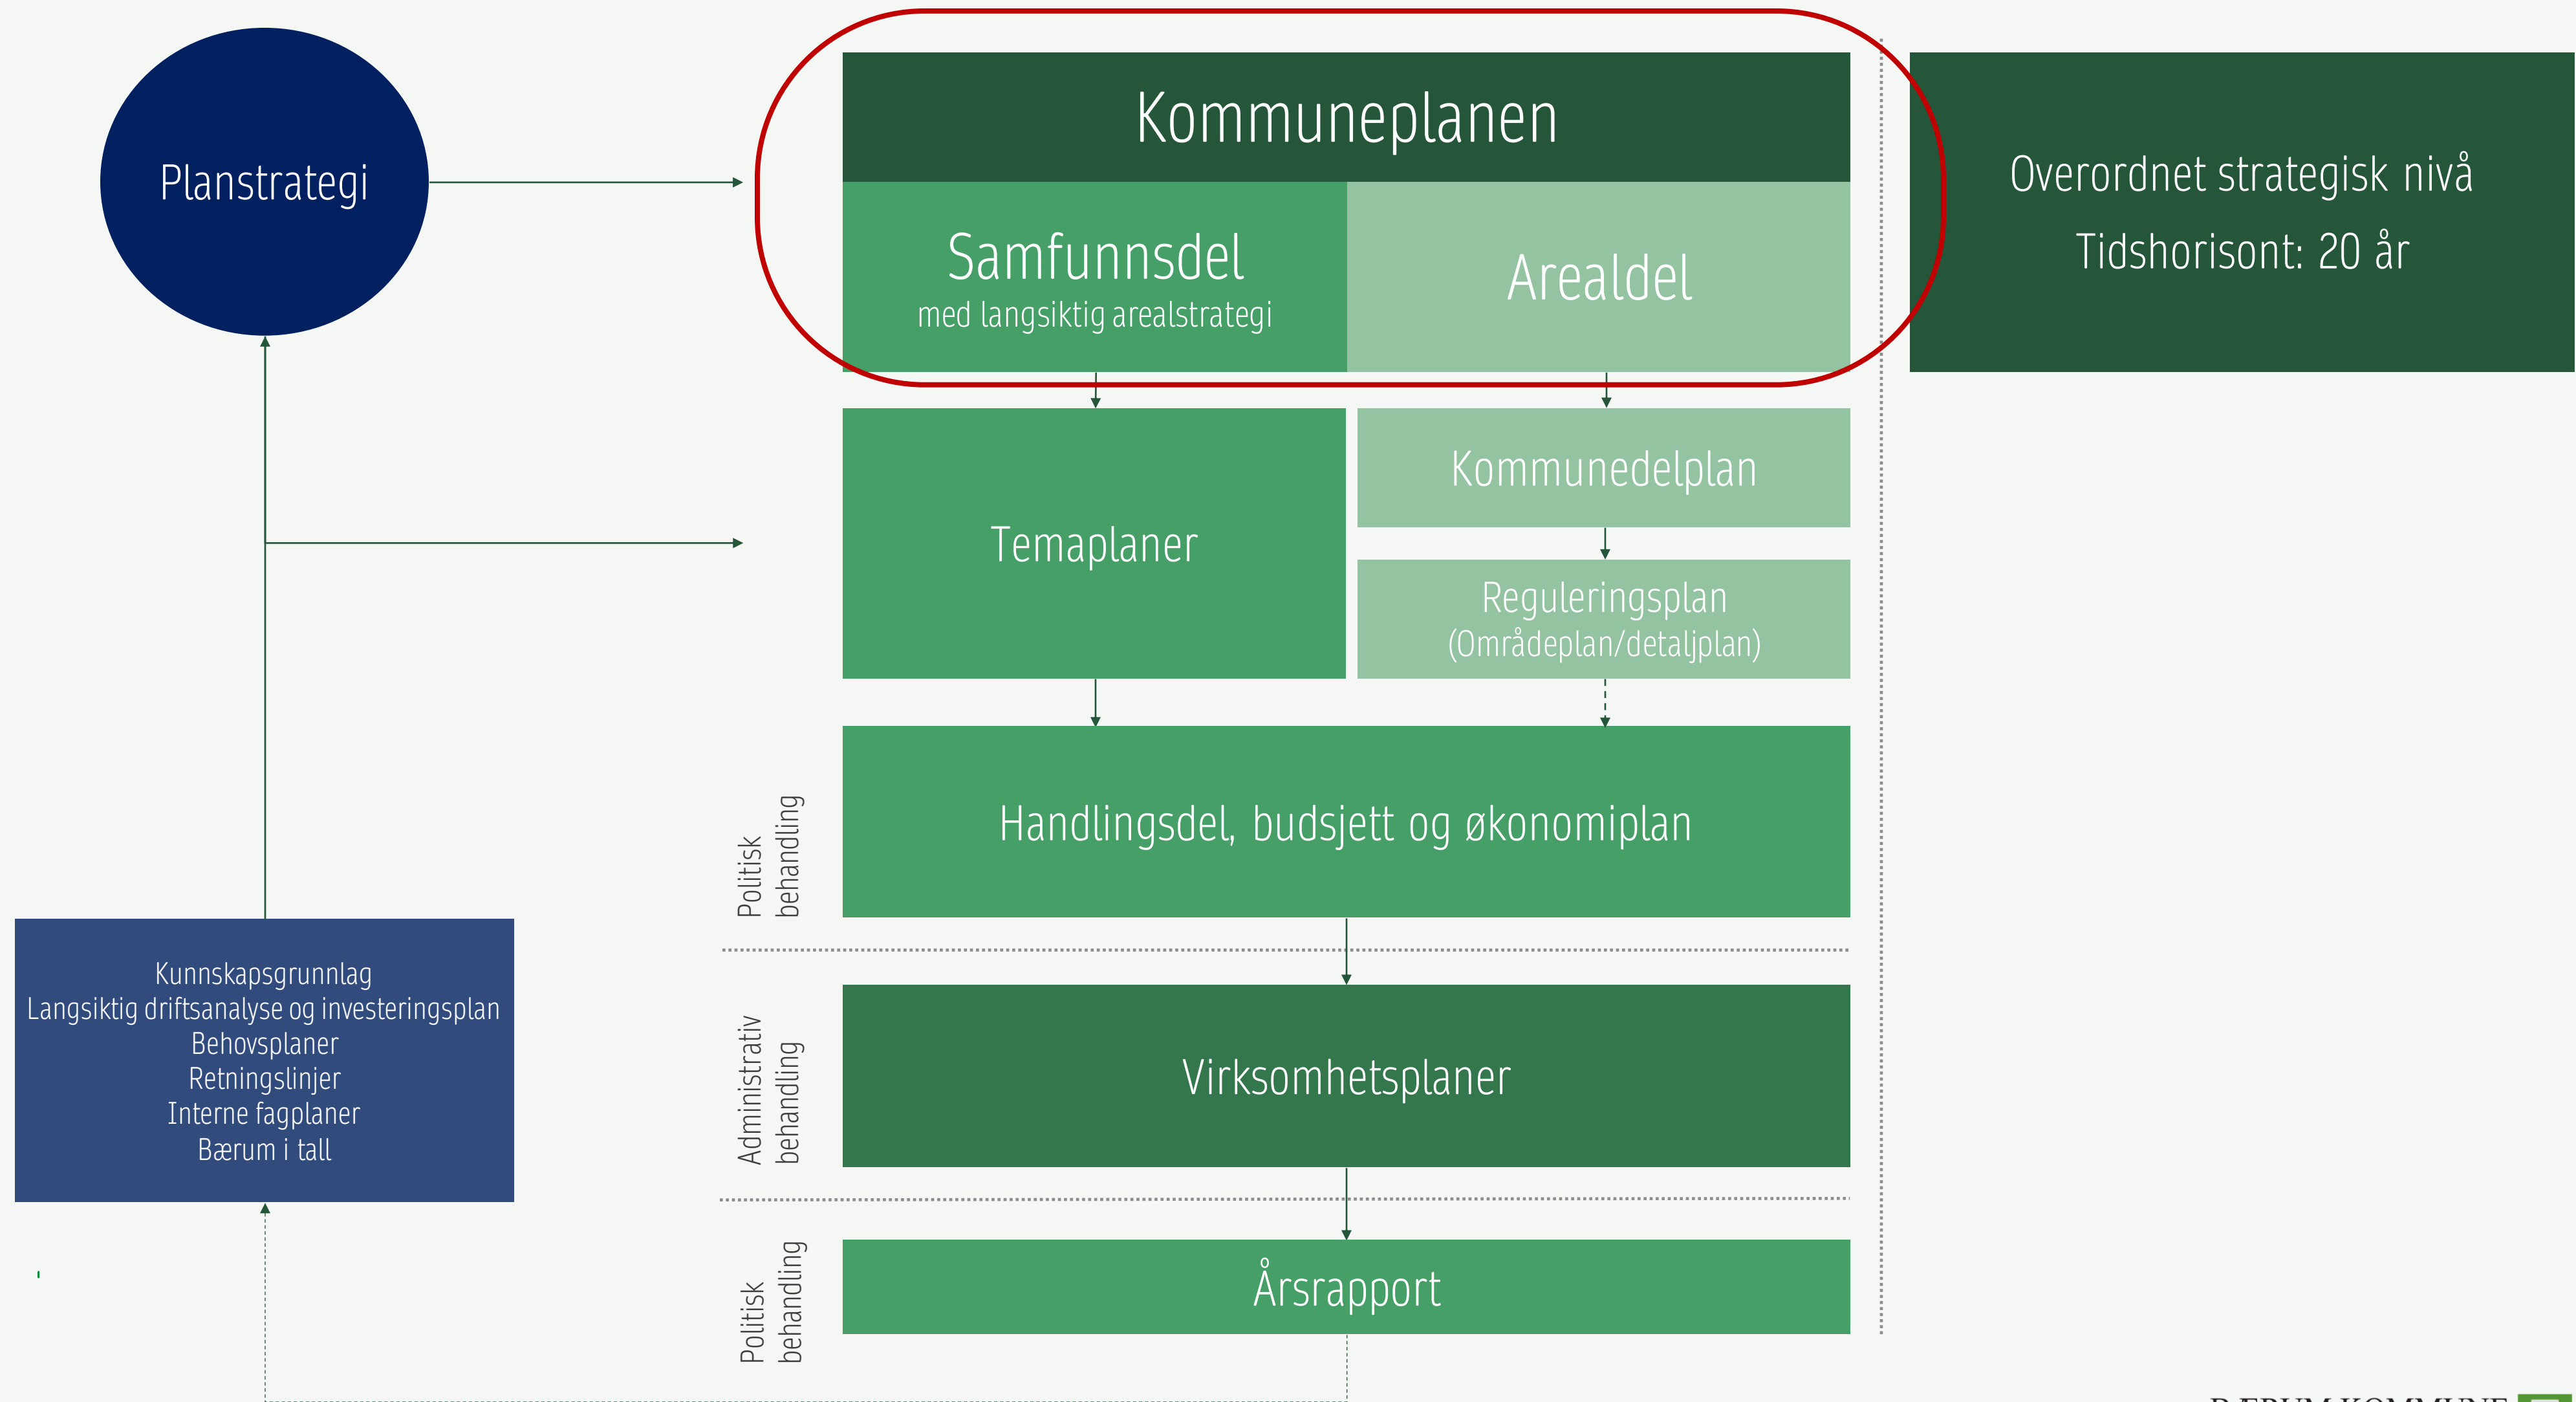 Planstrategi
Kommuneplanen
Samfunnsdel
med langsiktig arealstrategi
Arealdel
Overordnet strategisk nivå
Tidshorisont: 20 år
Temaplaner
Kommunedelplan
Reguleringsplan
(Områdeplan/detaljplan)
Politisk
behandling
Handlingsdel, budsjett og økonomiplan
Kunnskapsgrunnlag
Langsiktig driftsanalyse og investeringsplan
Behovsplaner
Retningslinjer
Interne fagplaner
Bærum i tall
Administrativ
behandling
Virksomhetsplaner
Politisk
behandling
Årsrapport
BÆRUM KOMMUNE